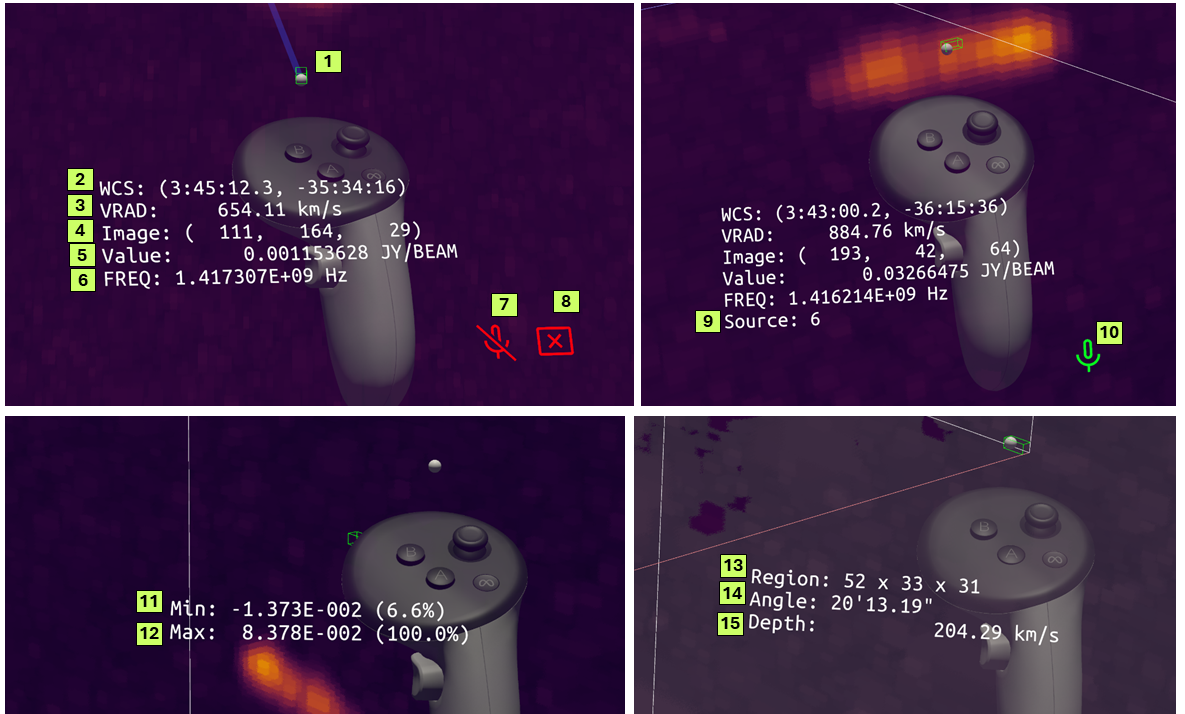 1
B
A
2 WCS: (3:45:12.3, -35:34:16)
3 VRAD: 654.11 km/s
4 Image: ( 111, 164, 29)
5 Value: 0.001153628 JY/BEAM
6 FREQ: 1.417307E+09 Hz
7 8
B
A
WCS: (3:43:00.2, -36:15:36)
VRAD: 884.76 km/s
Image: ( 193, 42, 64)
Value: 0.03266475 JY/BEAM
FREQ: 1.416214E+09 Hz
9 Source: 6
10
B
A
11 Min: -1.373E-002 (6.6%)
12 Max: 8.378E-002 (100.0%)
B
A
13 Region: 52 x 33 x 31
14 Angle: 20'13.19"
15 Depth: 204.29 km/s